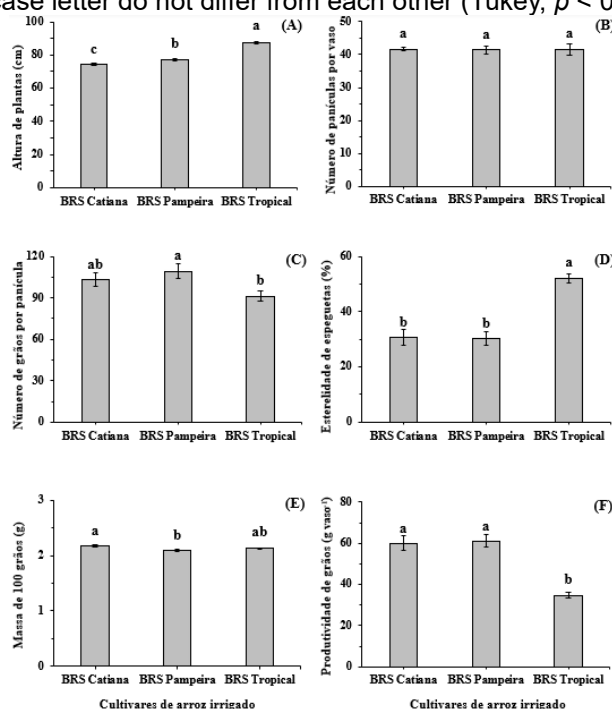 case letter do not differ from each other (Tukey, p < 0
(A)
Altura de plantas (cm)
100
80
60
40
20
0
c
b
a
BRS Catiana BRS Pampeira BRS Tropical
(B)
Número de panículas por vaso
50
40
30
20
10
0
a
a
a
BRS Catiana BRS Pampeira BRS Tropical
(C)
Número de grãos por panícula
120
90
60
30
0
ab
a
b
BRS Catiana BRS Pampeira BRS Tropical
(D)
Esterelidade de espeguetas (%)
60
40
20
0
b
b
a
BRS Catiana BRS Pampeira BRS Tropical
(E)
Massa de 100 grãos (g)
3
2
1
0
a
b
ab
BRS Catiana BRS Pampeira BRS Tropical
Cultivares de arroz irrigado
(F)
Produtividade de grãos (g vaso⁻¹)
80
60
40
20
0
a
a
b
BRS Catiana BRS Pampeira BRS Tropical
Cultivares de arroz irrigado